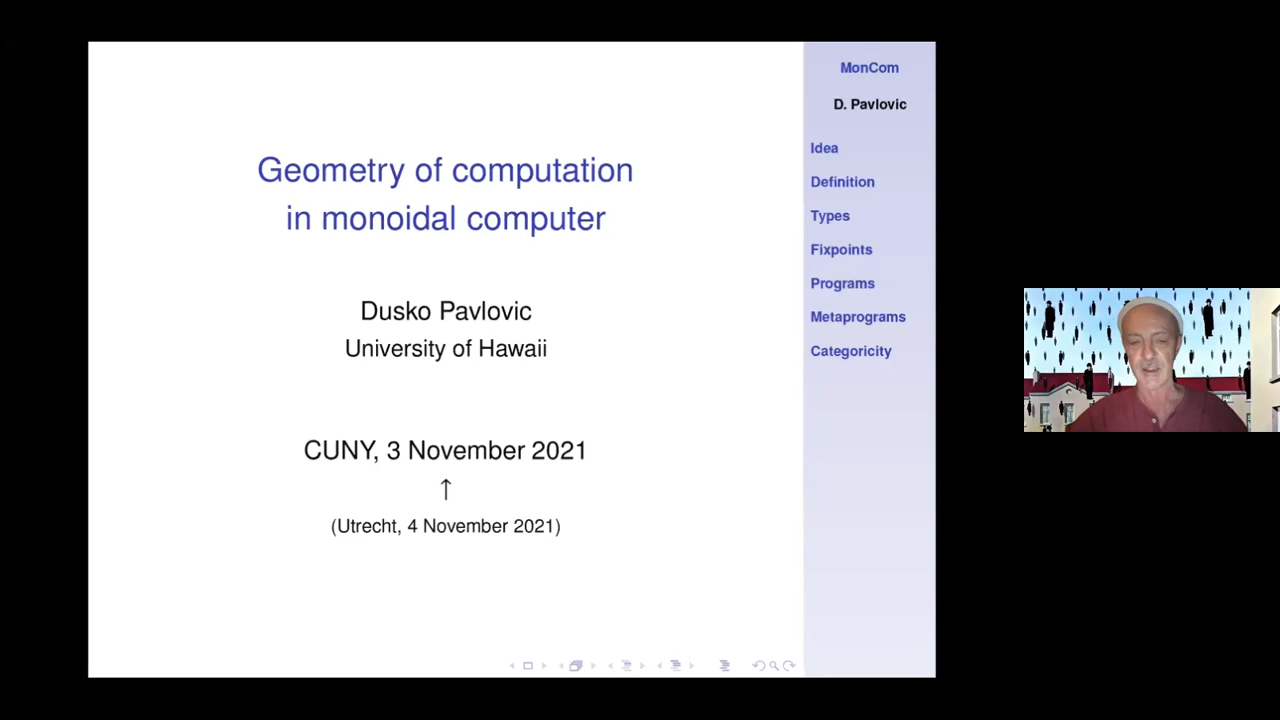 Geometry of computation
in monoidal computer
Dusko Pavlovic
University of Hawaii
CUNY, 3 November 2021
↑
(Utrecht, 4 November 2021)
MonCom
D. Pavlovic
Idea
Definition
Types
Fixpoints
Programs
Metaprograms
Categoricity